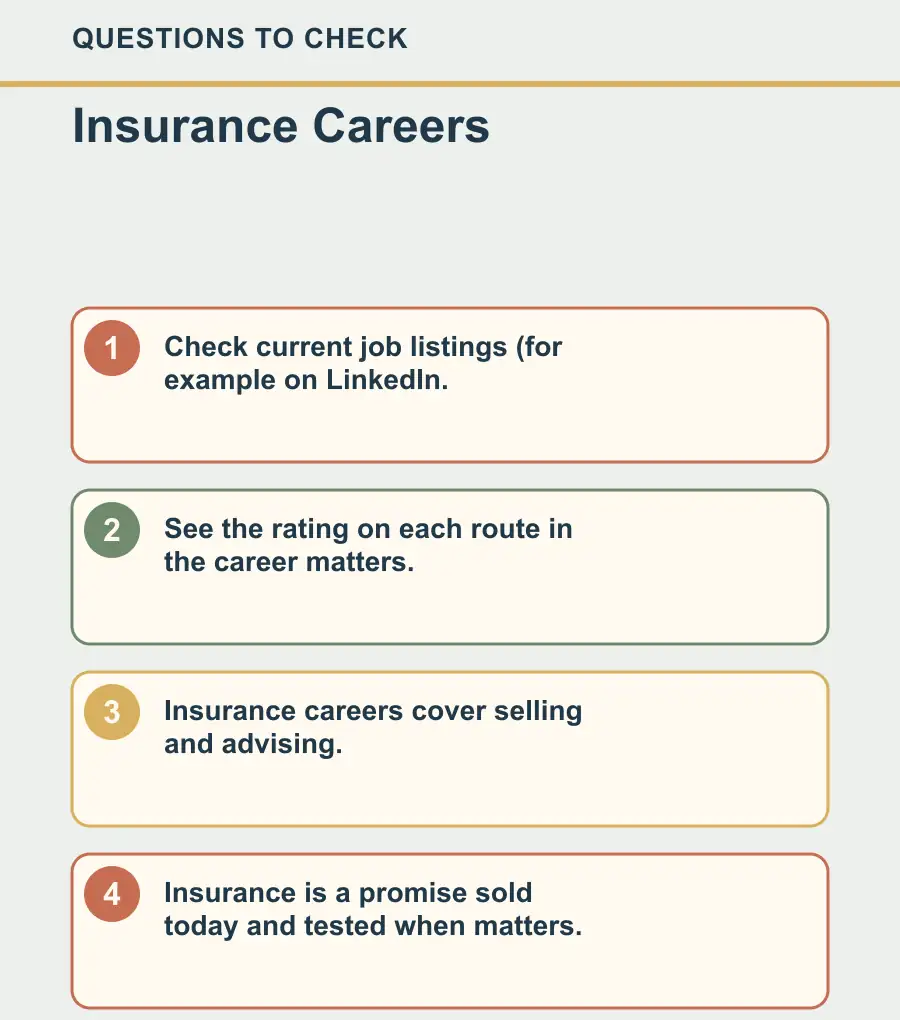 QUESTIONS TO CHECK
Insurance Careers
1
Check current job listings (for
example on LinkedIn.
2
See the rating on each route in
the career matters.
3
Insurance careers cover selling
and advising.
4
Insurance is a promise sold
today and tested when matters.